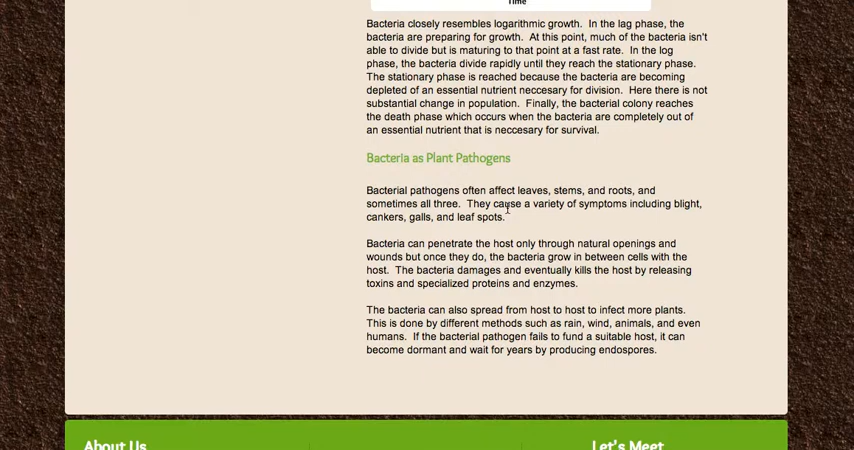 Time
Bacteria closely resembles logarithmic growth.  In the lag phase, the
bacteria are preparing for growth.  At this point, much of the bacteria isn't
able to divide but is maturing to that point at a fast rate.  In the log
phase, the bacteria divide rapidly until they reach the stationary phase.
The stationary phase is reached because the bacteria are becoming
depleted of an essential nutrient neccesary for division.  Here there is not
substantial change in population.  Finally, the bacterial colony reaches
the death phase which occurs when the bacteria are completely out of
an essential nutrient that is neccesary for survival.
Bacteria as Plant Pathogens
Bacterial pathogens often affect leaves, stems, and roots, and
sometimes all three.  They cause a variety of symptoms including blight,
cankers, galls, and leaf spots.
Bacteria can penetrate the host only through natural openings and
wounds but once they do, the bacteria grow in between cells with the
host.  The bacteria damages and eventually kills the host by releasing
toxins and specialized proteins and enzymes.
The bacteria can also spread from host to host to infect more plants.
This is done by different methods such as rain, wind, animals, and even
humans.  If the bacterial pathogen fails to fund a suitable host, it can
become dormant and wait for years by producing endospores.
About Us
Let's Meet